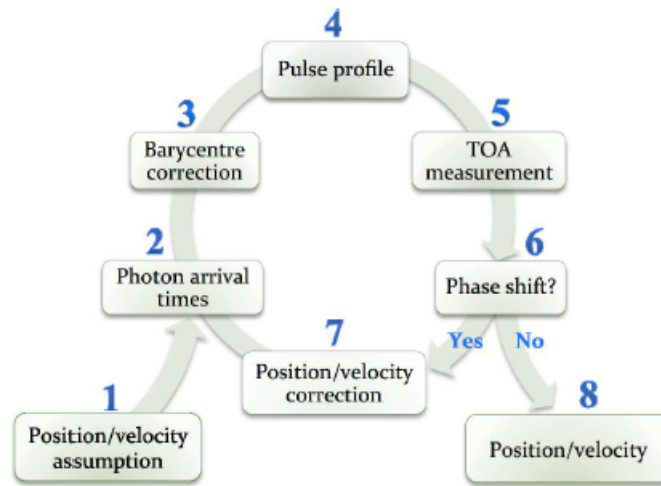 4
Pulse profile
3
Barycentre
correction
5
TOA
measurement
2
Photon arrival
times
6
Phase shift?
Yes No
7
Position/velocity
correction
1
Position/velocity
assumption
8
Position/velocity